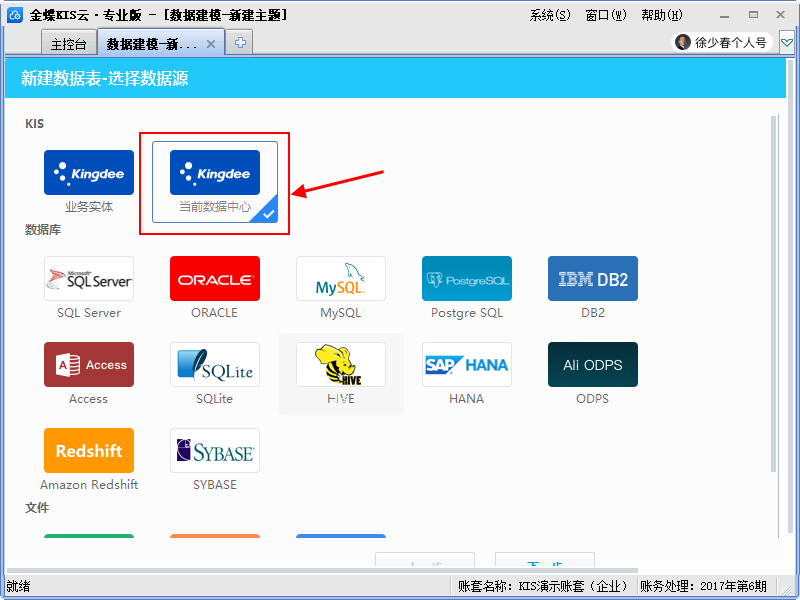 金蝶KIS云·专业版 - [数据建模-新建主题]
系统(S) 窗口(W) 帮助(H)
主控台 数据建模-新...
徐少春个人号
新建数据表-选择数据源
KIS
Kingdee Kingdee
业务实体 当前数据中心
数据库
Microsoft SQL Server ORACLE MySQL PostgreSQL IBM DB2
SQL Server ORACLE MySQL Postgre SQL DB2
Access SQLite HIVE SAP HANA Ali ODPS
Access SQLite HIVE HANA ODPS
Redshift SYBASE
Amazon Redshift SYBASE
文件
就绪
账套名称: KIS演示账套(企业) 账务处理: 2017年第6期